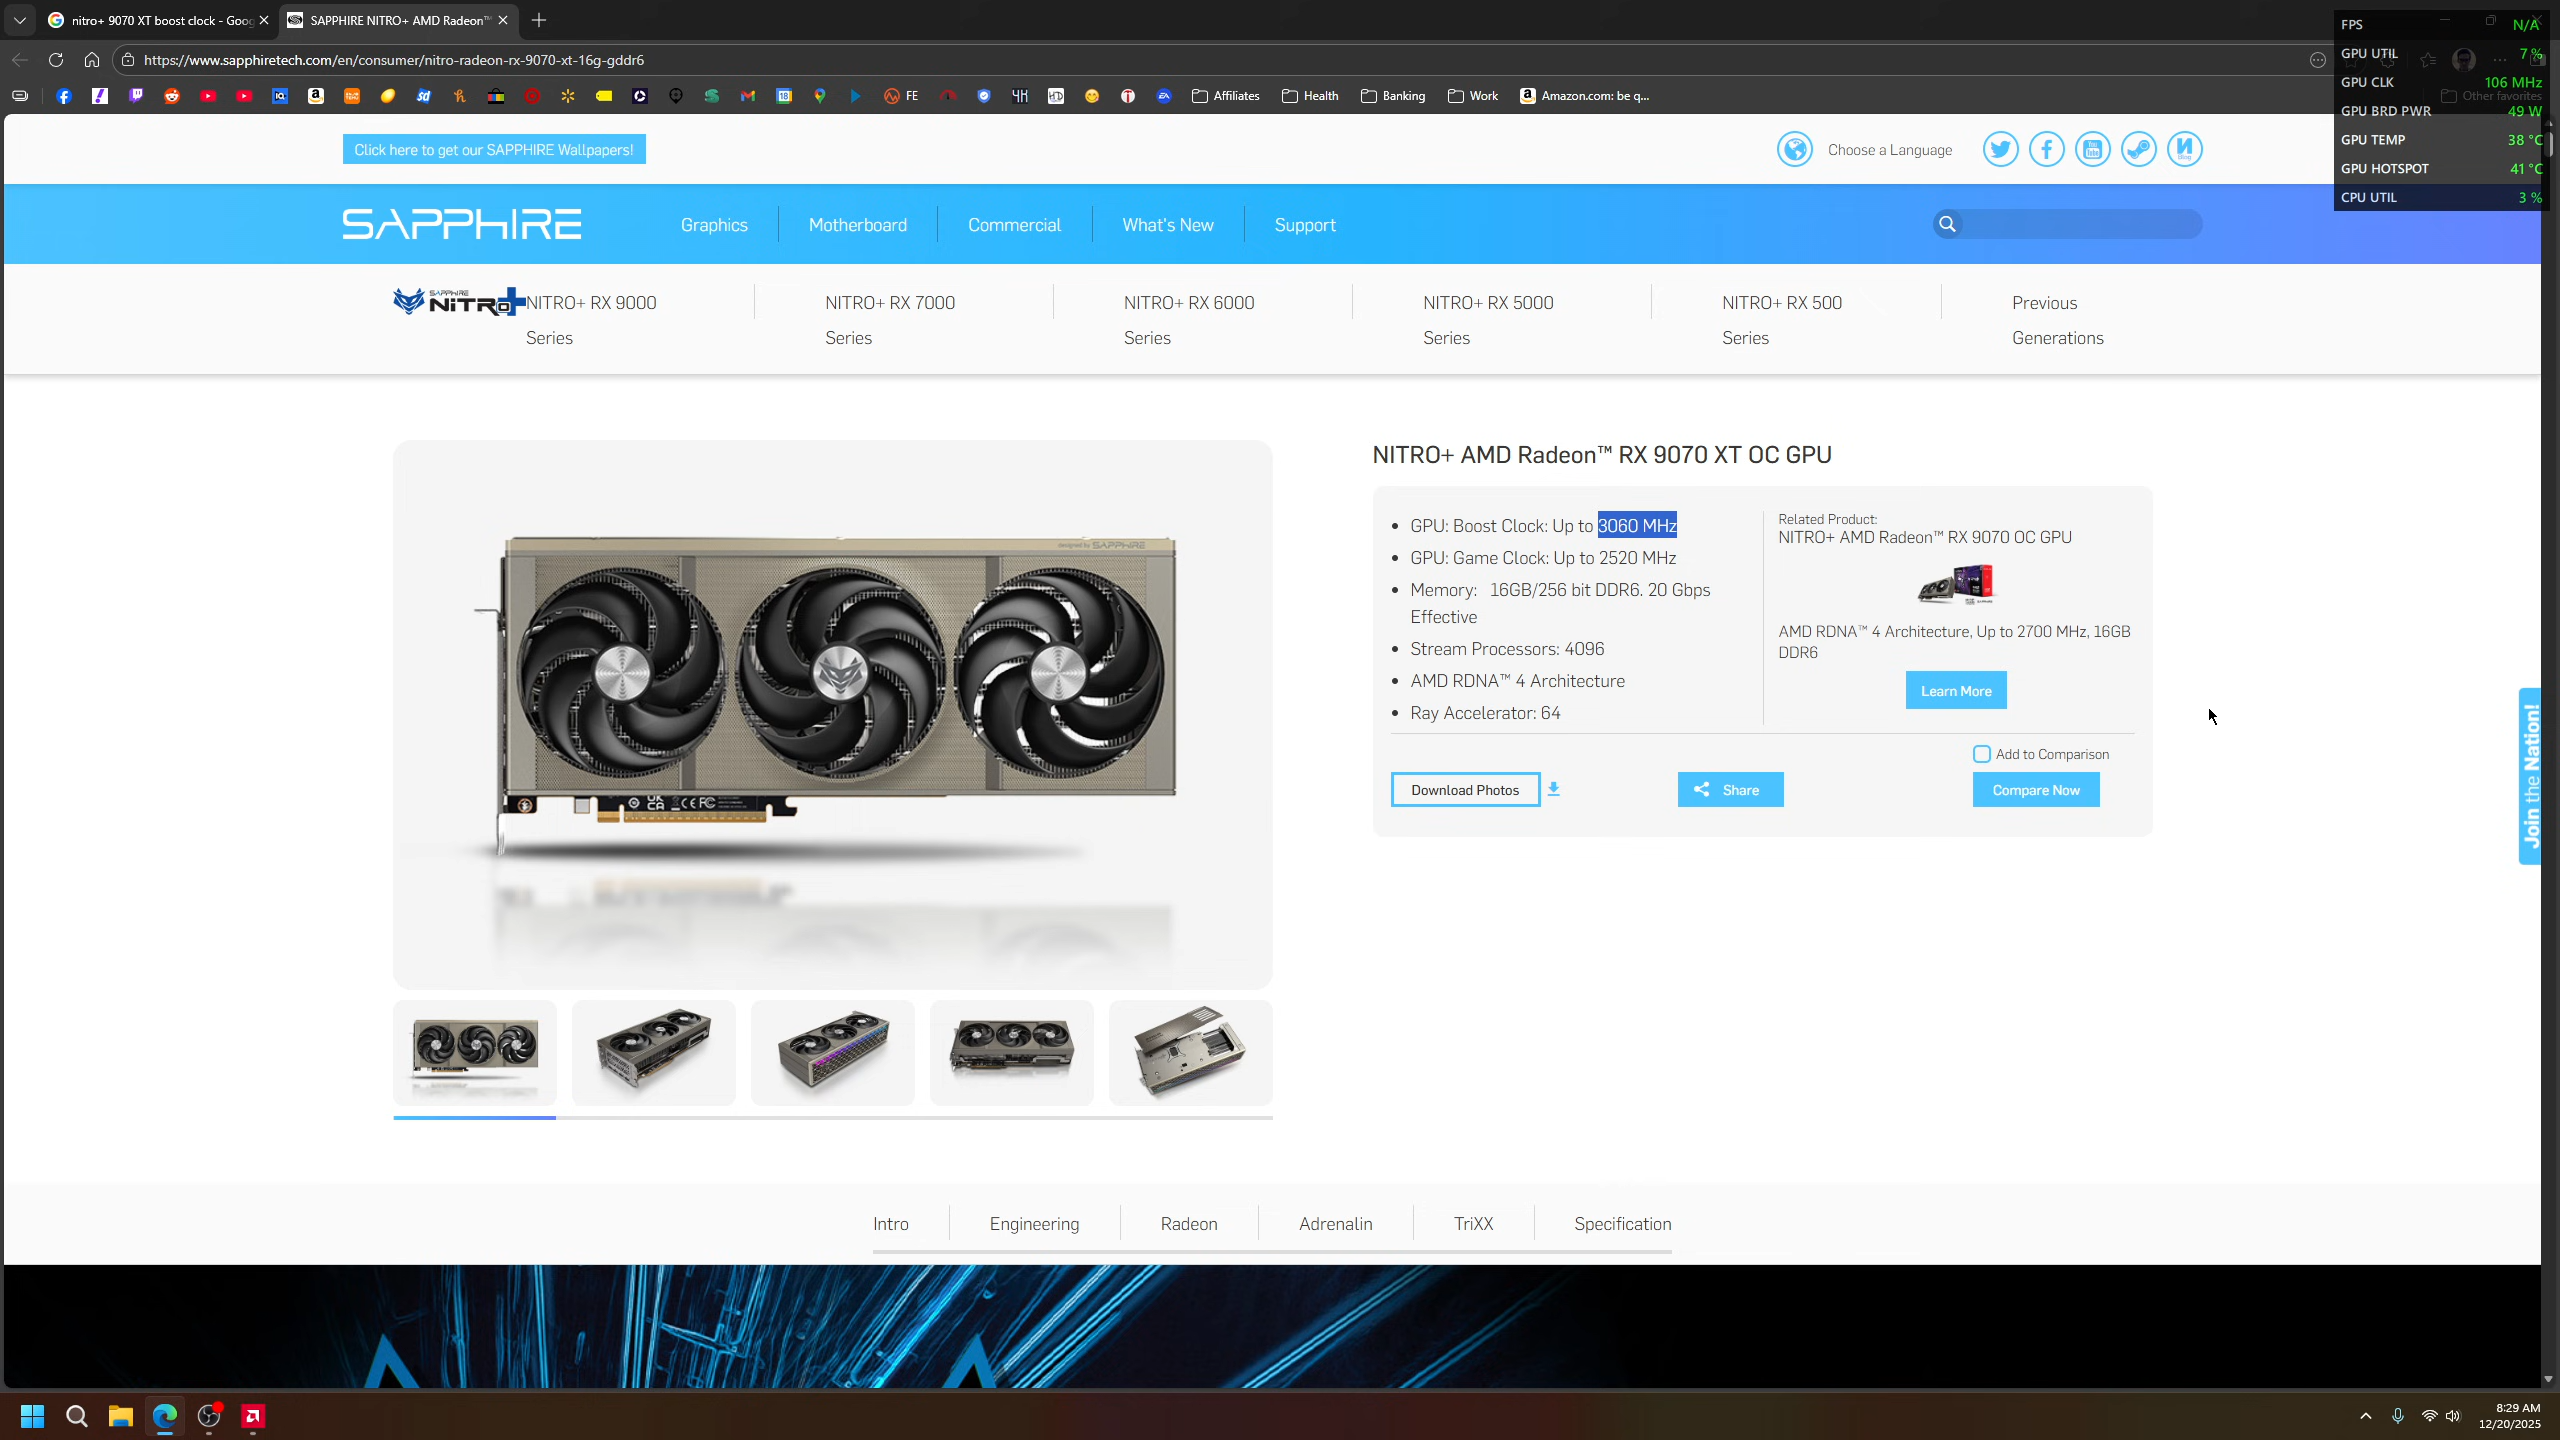 nitro+ 9070 XT boost clock - Goog
SAPPHIRE NITRO+ AMD Radeon™
https://www.sapphiretech.com/en/consumer/nitro-radeon-rx-9070-xt-16g-gddr6
FE
Affiliates
Health
Banking
Work
Amazon.com: be q...
Other favorites
FPS N/A
GPU UTIL 7 %
GPU CLK 106 MHz
GPU BRD PWR 49 W
GPU TEMP 38 °C
GPU HOTSPOT 41 °C
CPU UTIL 3 %
Click here to get our SAPPHIRE Wallpapers!
Choose a Language
SAPPHIRE
Graphics
Motherboard
Commercial
What's New
Support
SAPPHIRE
NITRO+
NITRO+ RX 9000
Series
NITRO+ RX 7000
Series
NITRO+ RX 6000
Series
NITRO+ RX 5000
Series
NITRO+ RX 500
Series
Previous
Generations
designed by SAPPHIRE
NITRO+ AMD Radeon™ RX 9070 XT OC GPU
GPU: Boost Clock: Up to 3060 MHz
GPU: Game Clock: Up to 2520 MHz
Memory: 16GB/256 bit DDR6. 20 Gbps
Effective
Stream Processors: 4096
AMD RDNA™ 4 Architecture
Ray Accelerator: 64
Related Product:
NITRO+ AMD Radeon™ RX 9070 OC GPU
AMD RDNA™ 4 Architecture, Up to 2700 MHz, 16GB
DDR6
Learn More
Add to Comparison
Download Photos
Share
Compare Now
Join the Nation!
Intro
Engineering
Radeon
Adrenalin
TriXX
Specification
8:29 AM
12/20/2025